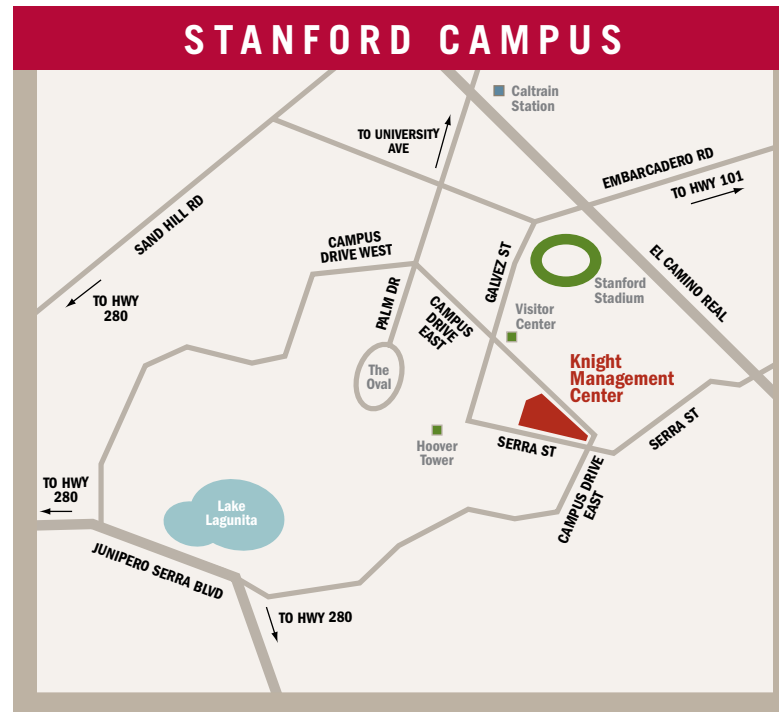 STANFORD CAMPUS
Caltrain
Station
TO UNIVERSITY
AVE
EMBARCADERO RD
TO HWY 101
SAND HILL RD
CAMPUS
DRIVE WEST
GALVEZ ST
EL CAMINO REAL
Stanford
Stadium
TO HWY
280
PALM DR
CAMPUS
DRIVE
EAST
Visitor
Center
The
Oval
Knight
Management
Center
Hoover
Tower
SERRA ST
SERRA ST
CAMPUS DRIVE
EAST
TO HWY
280
Lake
Lagunita
JUNIPERO SERRA BLVD
TO HWY 280